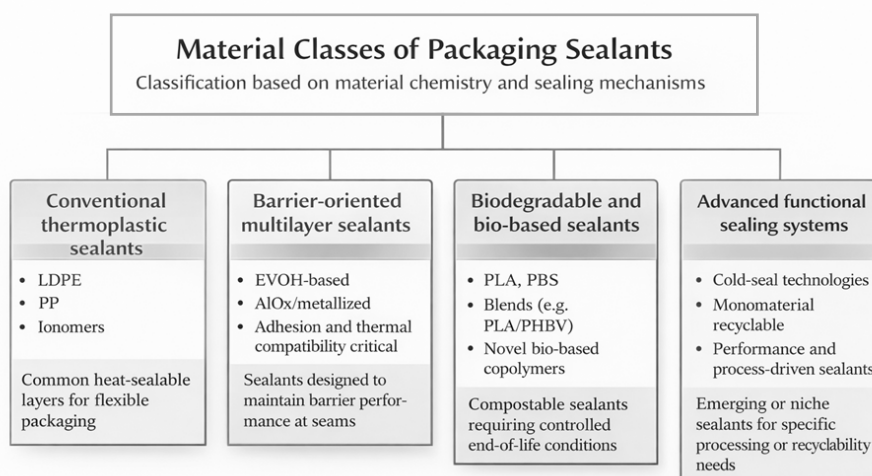 Material Classes of Packaging Sealants
Classification based on material chemistry and sealing mechanisms
Conventional
thermoplastic
sealants
• LDPE
• PP
• Ionomers
Common heat-sealable
layers for flexible
packaging
Barrier-oriented
multilayer sealants
• EVOH-based
• AlOx/metallized
• Adhesion and thermal
compatibility critical
Sealants designed to
maintain barrier perfor-
mance at seams
Biodegradable and
bio-based sealants
• PLA, PBS
• Blends (e.g.
PLA/PHBV)
• Novel bio-based
copolymers
Compostable sealants
requiring controlled
end-of-life conditions
Advanced functional
sealing systems
• Cold-seal technologies
• Monomaterial
recyclable
• Performance and
process-driven sealants
Emerging or niche
sealants for specific
processing or recyclability
needs